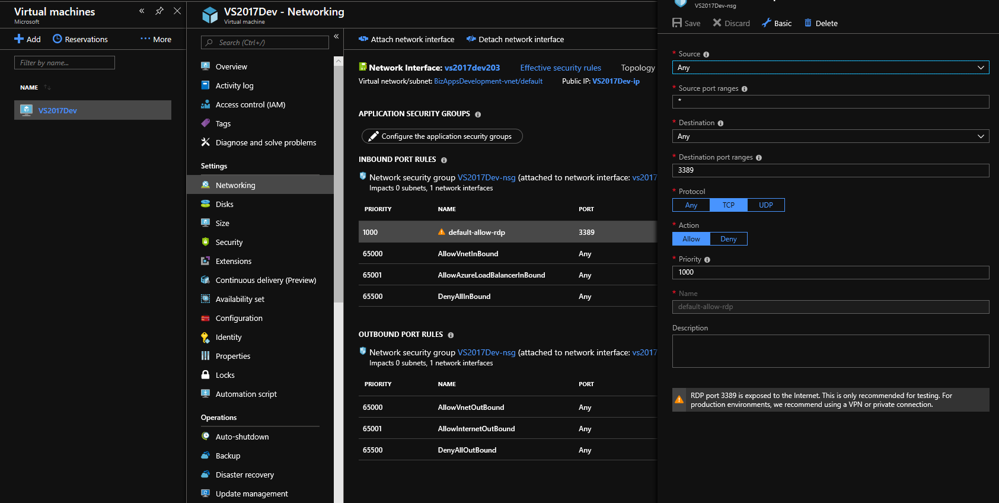 Virtual machines
Microsoft
Add
Reservations
More
Filter by name...
NAME
VS2017Dev
VS2017Dev - Networking
Virtual machine
Search (Ctrl+/)
Overview
Activity log
Access control (IAM)
Tags
Diagnose and solve problems
Settings
Networking
Disks
Size
Security
Extensions
Continuous delivery (Preview)
Availability set
Configuration
Identity
Properties
Locks
Automation script
Operations
Auto-shutdown
Backup
Disaster recovery
Update management
Attach network interface
Detach network interface
Network Interface: vs2017dev203 Effective security rules Topology
Virtual network/subnet: BizAppsDevelopment-vnet/default Public IP: VS2017Dev-ip
APPLICATION SECURITY GROUPS
Configure the application security groups
INBOUND PORT RULES
Network security group VS2017Dev-nsg (attached to network interface: vs2017
Impacts 0 subnets, 1 network interfaces
PRIORITY NAME PORT
1000 default-allow-rdp 3389
65000 AllowVnetInBound Any
65001 AllowAzureLoadBalancerInBound Any
65500 DenyAllInBound Any
OUTBOUND PORT RULES
Network security group VS2017Dev-nsg (attached to network interface: vs2017
Impacts 0 subnets, 1 network interfaces
PRIORITY NAME PORT
65000 AllowVnetOutBound Any
65001 AllowInternetOutBound Any
65500 DenyAllOutBound Any
VS2017Dev-nsg
Save
Discard
Basic
Delete
* Source
Any
* Source port ranges
*
* Destination
Any
* Destination port ranges
3389
* Protocol
Any TCP UDP
* Action
Allow Deny
* Priority
1000
* Name
default-allow-rdp
Description
RDP port 3389 is exposed to the Internet. This is only recommended for testing. For
production environments, we recommend using a VPN or private connection.